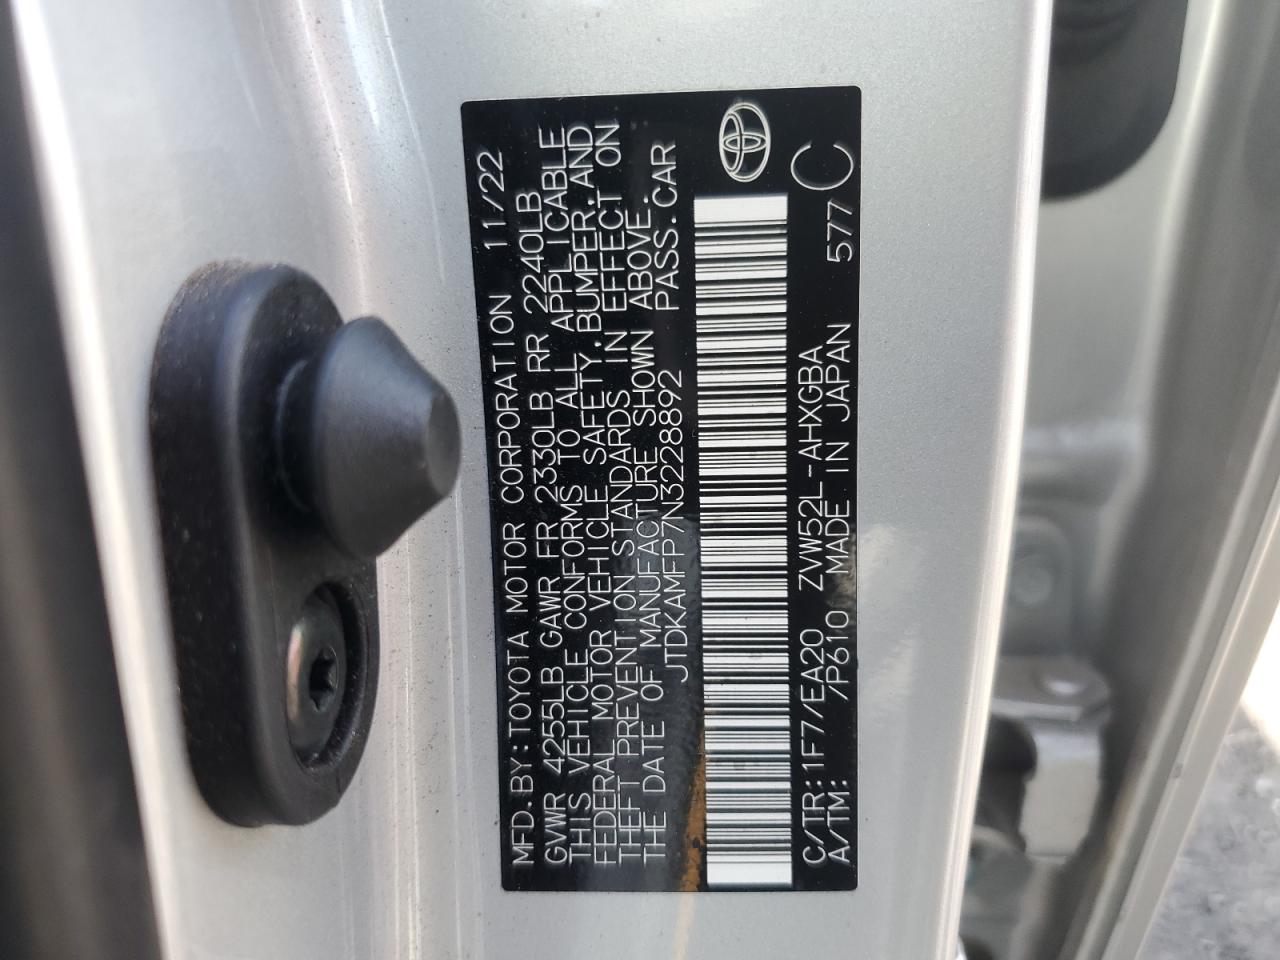 MFD.BY:TOYOTA MOTOR CORPORATION 11/22
GVWR 4255LB GAWR FR 2330LB RR 2240LB
THIS VEHICLE CONFORMS TO ALL APPLICABLE
FEDERAL MOTOR VEHICLE SAFETY,BUMPER,AND
THEFT PREVENTION STANDARDS IN EFFECT ON
THE DATE OF MANUFACTURE SHOWN ABOVE.
JTDKAMFP7N3228892 PASS.CAR
C/TR:1F7/EA20 ZVW52L-AHXGBA 577 C
A/TM: /P610 MADE IN JAPAN